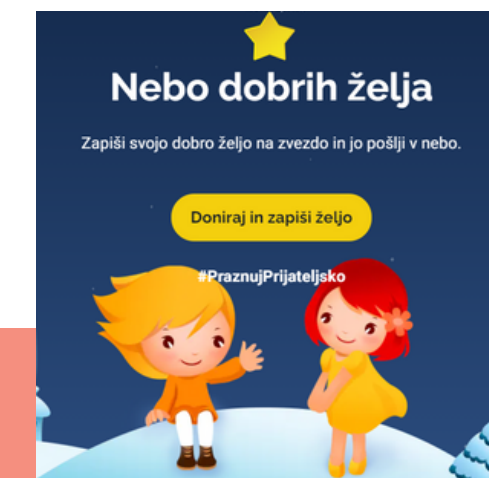 Nebo dobrih želja
Zapiši svojo dobro željo na zvezdo in jo pošlji v nebo.
Doniraj in zapiši željo
#PraznujPrijateljsko